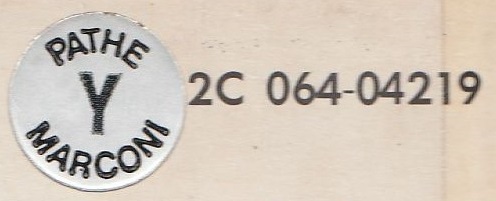 PATHE
Y
MARCONI
2C 064-04219